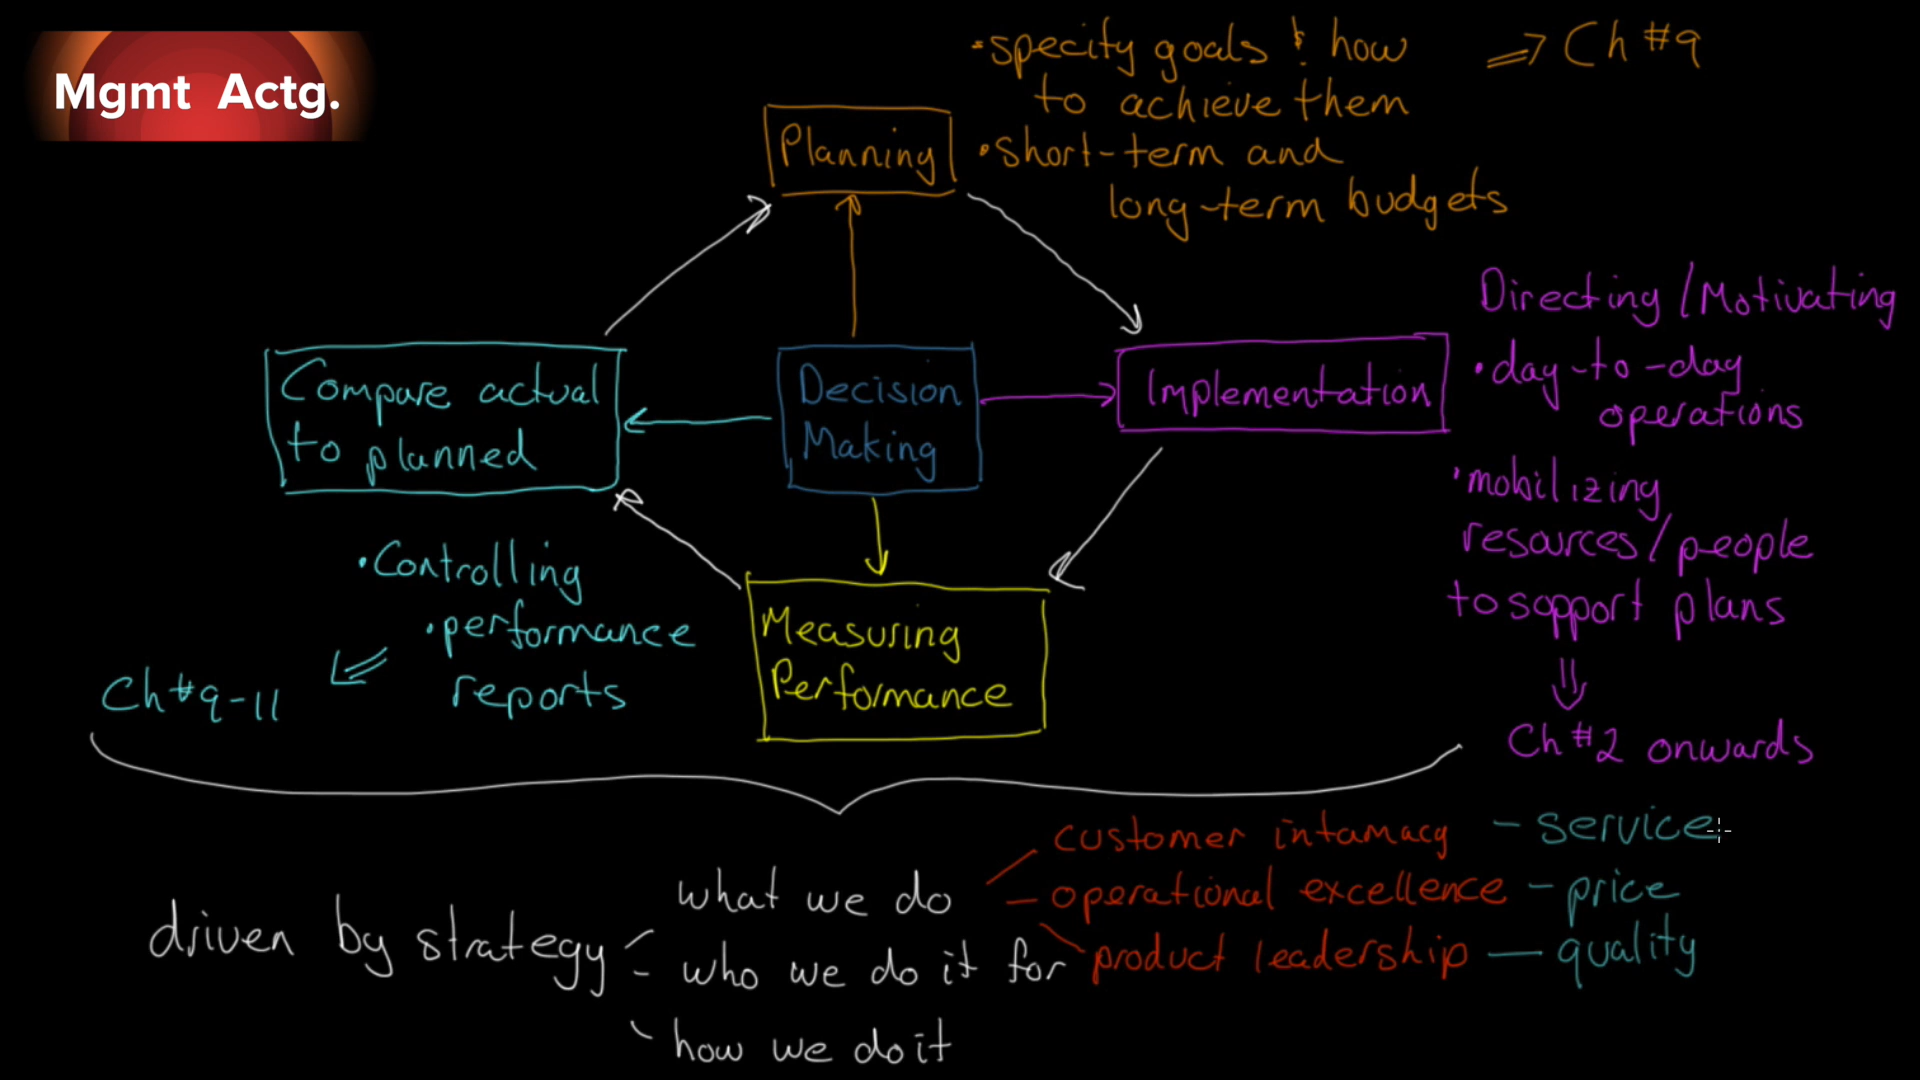 Mgmt Actg.
•specify goals & how
to achieve them
⇒ Ch #9
•short-term and
long-term budgets
Planning
Directing/Motivating
•day-to-day
operations
•mobilizing
resources/people
to support plans
⇓
Ch #2 onwards
Implementation
Decision
Making
Compare actual
to planned
•Controlling
•performance
reports
Ch #9-11
Measuring
Performance
driven by strategy
what we do
who we do it for
how we do it
customer intamacy - service
operational excellence - price
product leadership — quality